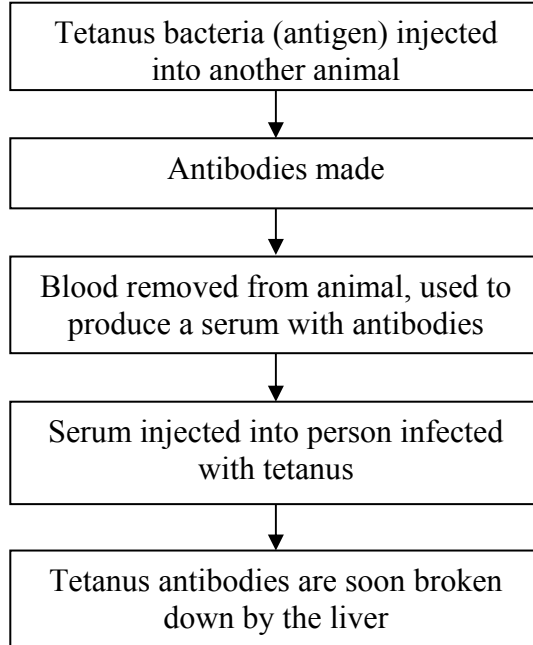 Tetanus bacteria (antigen) injected
into another animal
Antibodies made
Blood removed from animal, used to
produce a serum with antibodies
Serum injected into person infected
with tetanus
Tetanus antibodies are soon broken
down by the liver